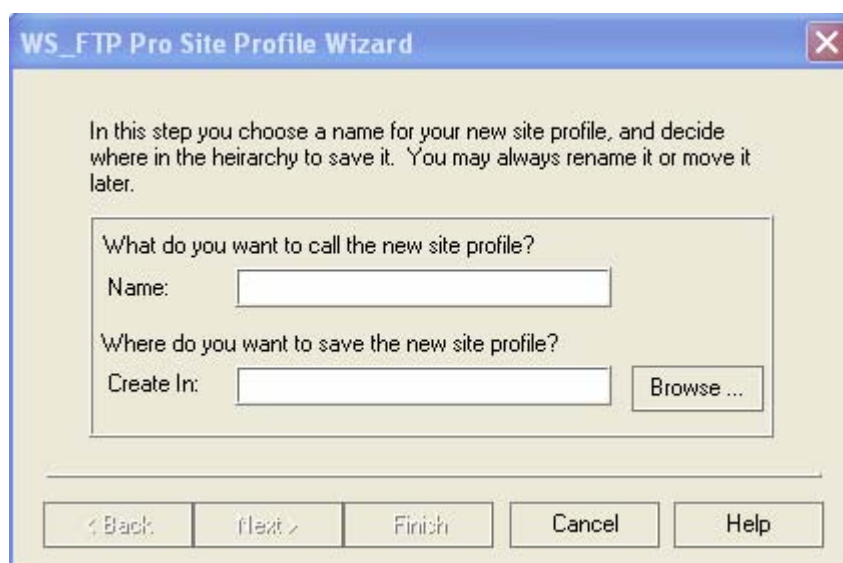 WS_FTP Pro Site Profile Wizard
In this step you choose a name for your new site profile, and decide
where in the heirarchy to save it. You may always rename it or move it
later.
What do you want to call the new site profile?
Name:
Where do you want to save the new site profile?
Create In:
Browse ...
< Back
Next >
Finish
Cancel
Help